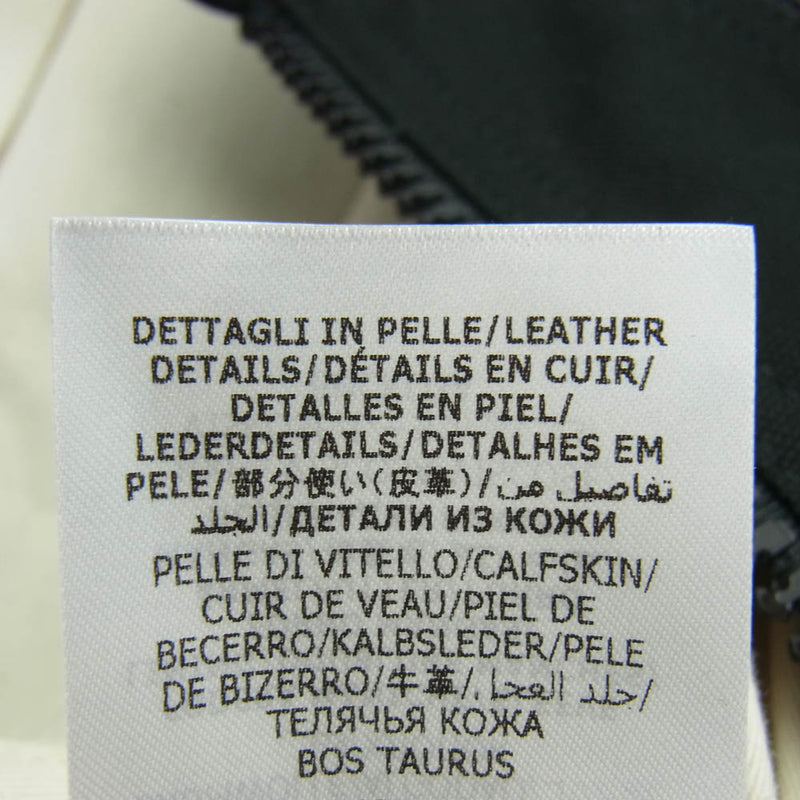 DETTAGLI IN PELLE/LEATHER
DETAILS/DÉTAILS EN CUIR/
DETALLES EN PIEL/
LEDERDETAILS/DETALHES EM
PELE/部分使い(皮革)/تفاصيل من
الجلد/ДЕТАЛИ ИЗ КОЖИ
PELLE DI VITELLO/CALFSKIN/
CUIR DE VEAU/PIEL DE
BECERRO/KALBSLEDER/PELE
DE BIZERRO/牛革/جلد العجل/
ТЕЛЯЧЬЯ КОЖА
BOS TAURUS